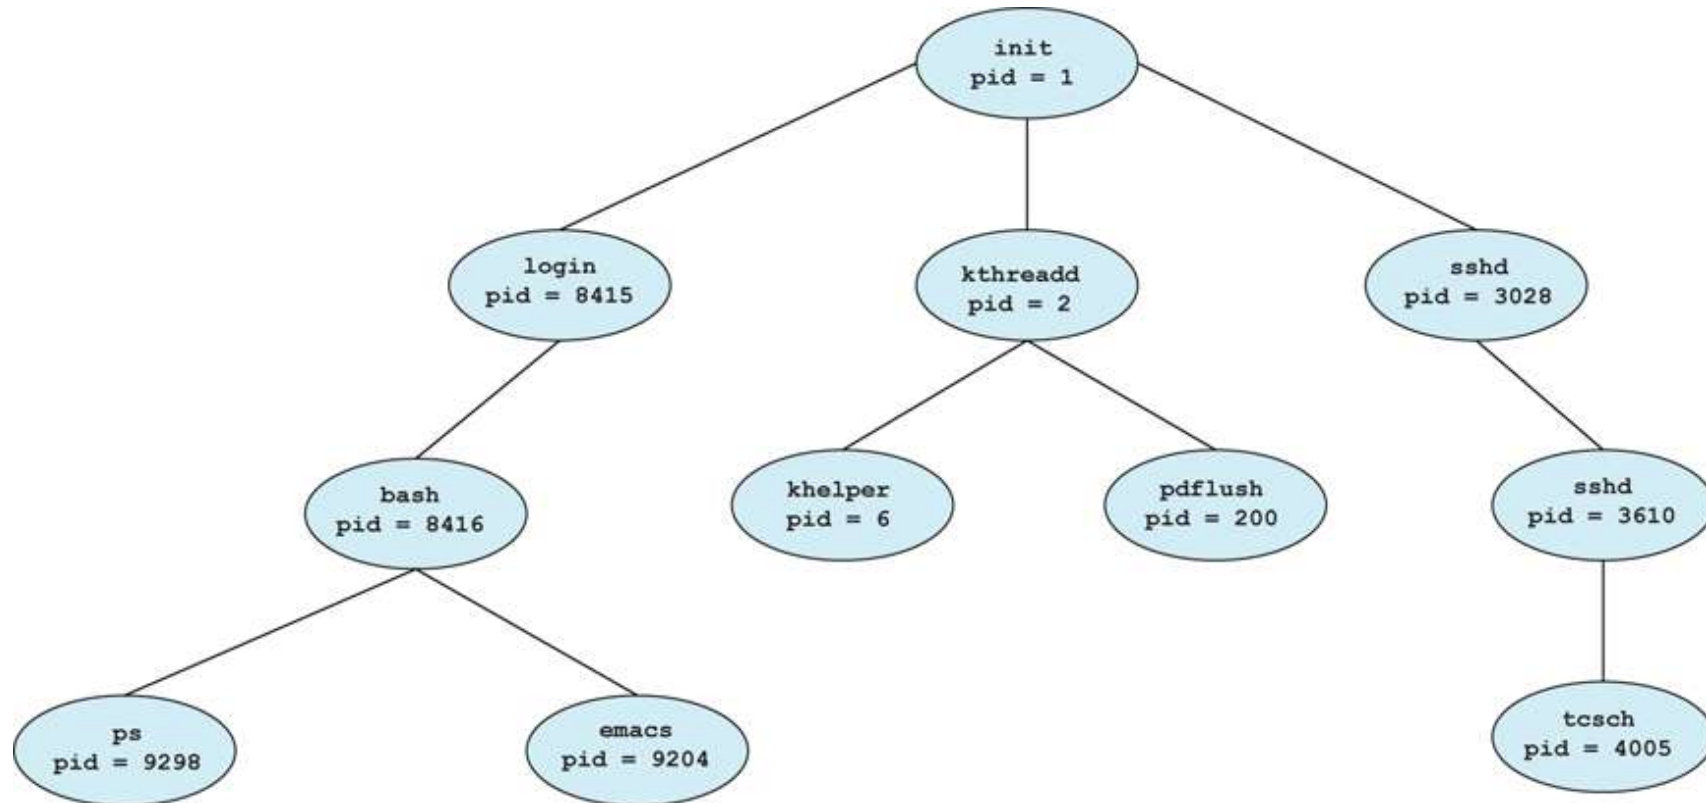 init
pid = 1
login
pid = 8415
kthreadd
pid = 2
sshd
pid = 3028
bash
pid = 8416
khelper
pid = 6
pdflush
pid = 200
sshd
pid = 3610
ps
pid = 9298
emacs
pid = 9204
tcsch
pid = 4005